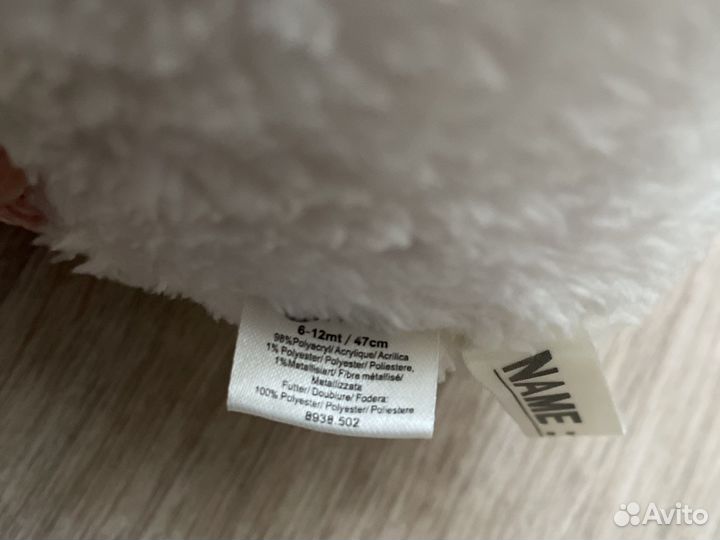 6-12mt / 47cm
98%Polyacryl/ Acrylique/ Acrilica
1% Polyester/ Polyester/ Poliestere,
1%Metallisiert/ Fibre métallisé/
Metallizzata
Futter/ Doublure/ Fodera:
100% Polyester/ Polyester/ Poliestere
8938.502
NAME:
Avito